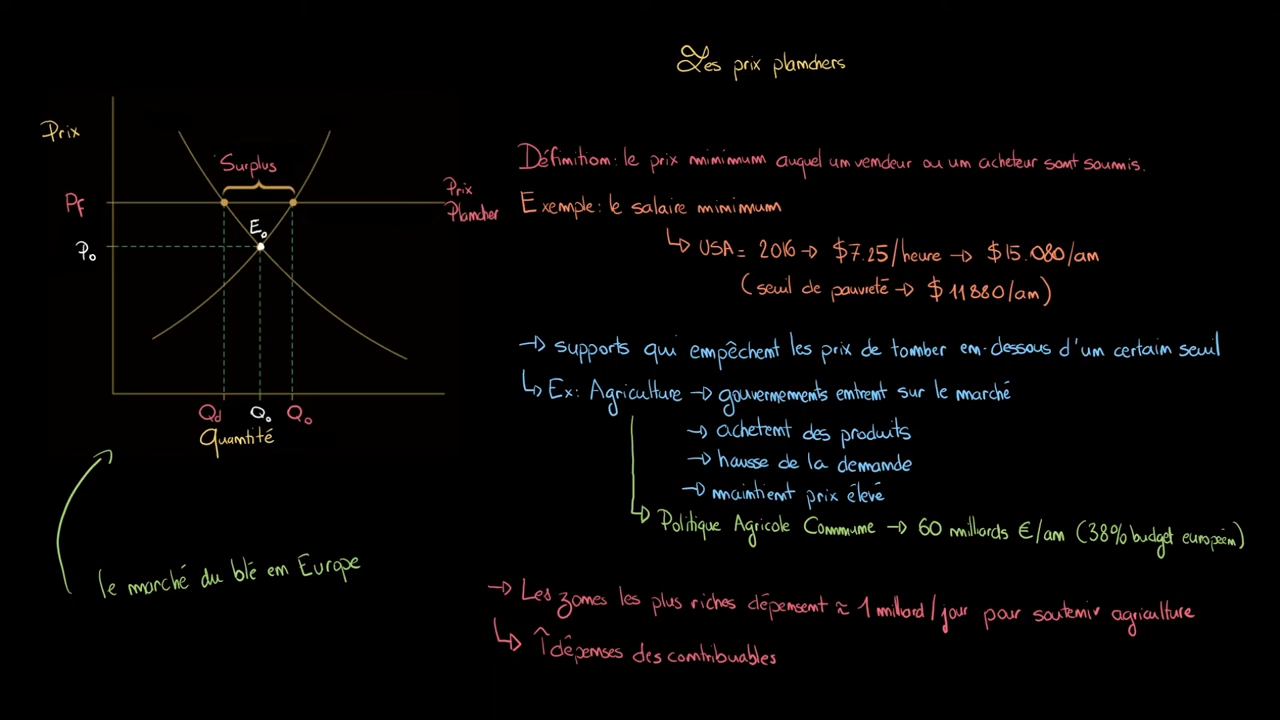 Les prix planchers
Prix
Surplus
Pf
Prix
Plancher
E₀
P₀
Qd Q₀ Qo
Quantité
le marché du blé en Europe
Définition: le prix minimum auquel un vendeur ou un acheteur sont soumis.
Exemple: le salaire minimum
↳ USA = 2016 → $7.25/heure → $15.080/an
(seuil de pauvreté → $11880/an)
→ supports qui empêchent les prix de tomber en-dessous d'un certain seuil
↳ Ex: Agriculture → gouvernements entrent sur le marché
→ achètent des produits
→ hausse de la demande
→ maintient prix élevé
↳ Politique Agricole Commune → 60 milliards €/an (38% budget européen)
→ Les zones les plus riches dépensent ≈ 1 milliard/jour pour soutenir agriculture
↳ ↑ dépenses des contribuables